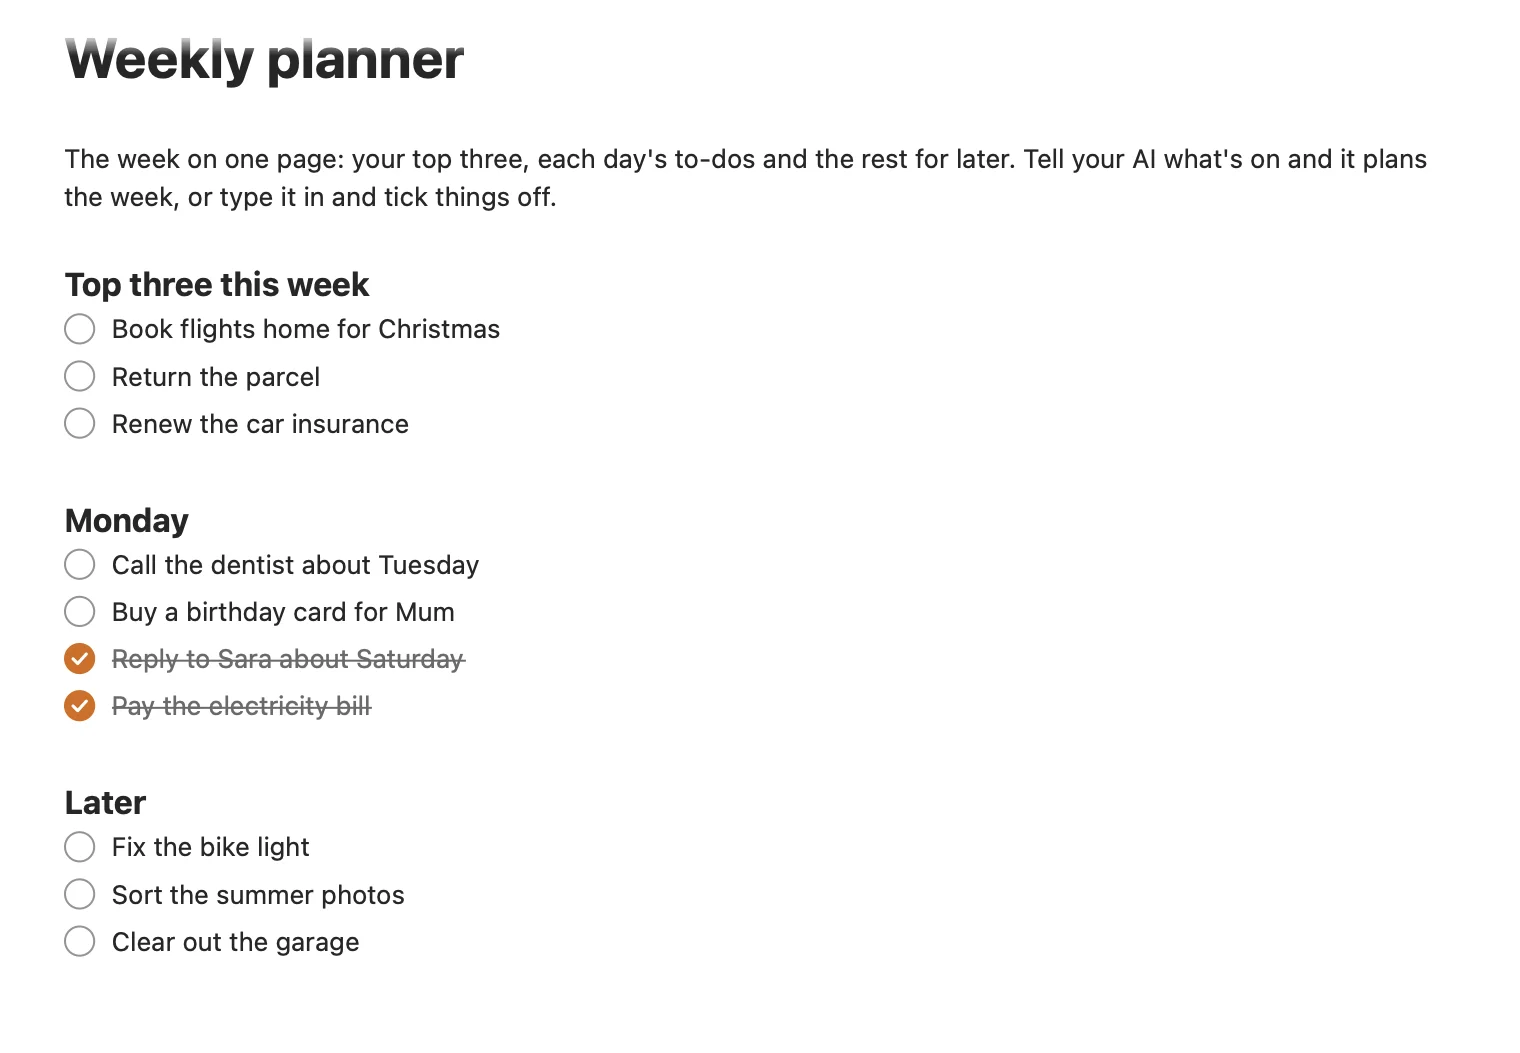 Weekly planner
The week on one page: your top three, each day's to-dos and the rest for later. Tell your AI what's on and it plans
the week, or type it in and tick things off.
Top three this week
Book flights home for Christmas
Return the parcel
Renew the car insurance
Monday
Call the dentist about Tuesday
Buy a birthday card for Mum
Reply to Sara about Saturday
Pay the electricity bill
Later
Fix the bike light
Sort the summer photos
Clear out the garage